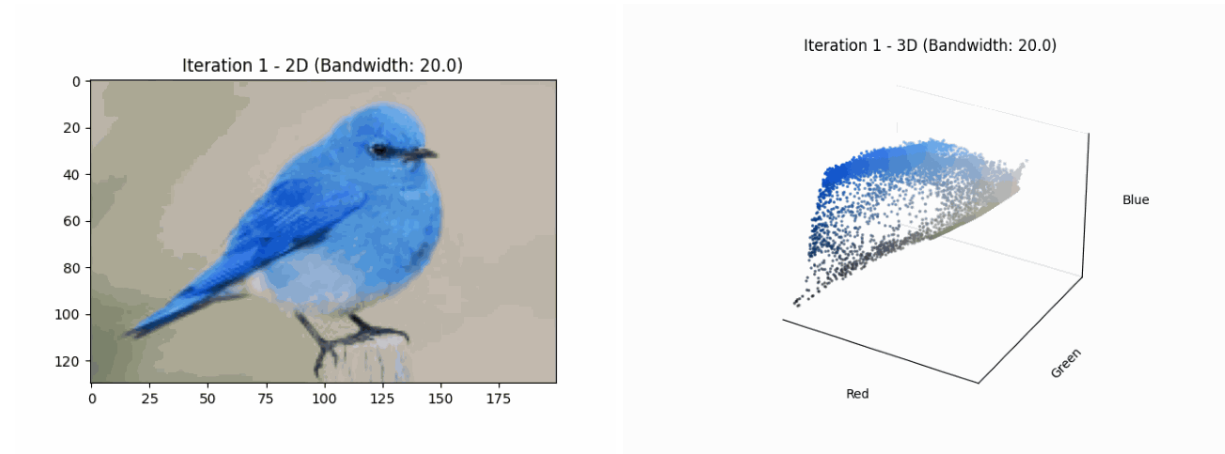 Iteration 1 - 2D (Bandwidth: 20.0)
0
20
40
60
80
100
120
0 25 50 75 100 125 150 175
Iteration 1 - 3D (Bandwidth: 20.0)
Blue
Green
Red